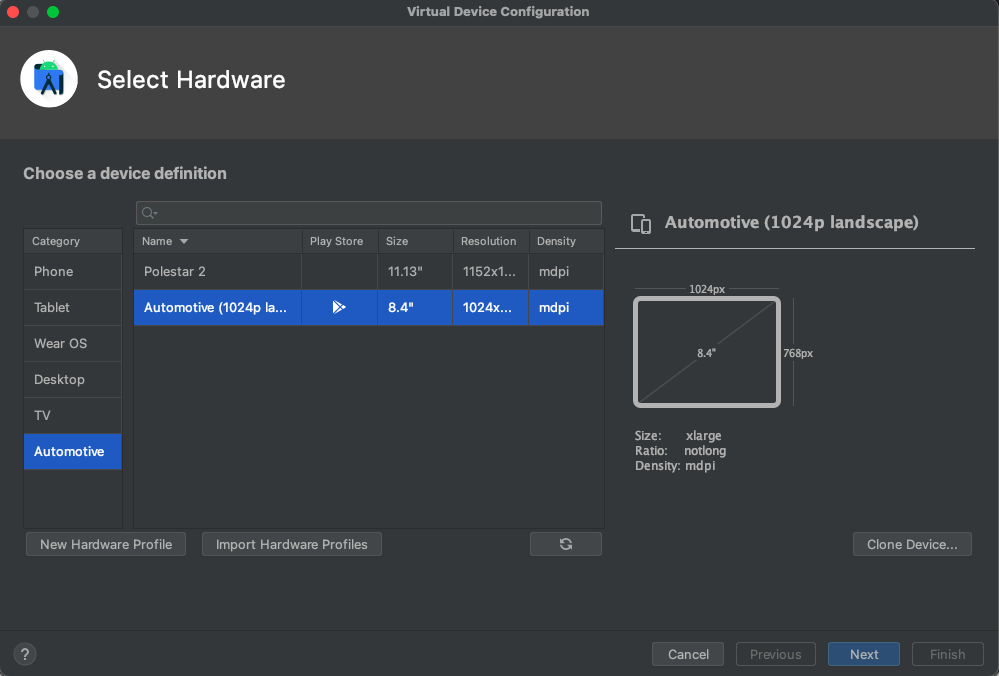 Virtual Device Configuration
Select Hardware
Choose a device definition
Category
Phone
Tablet
Wear OS
Desktop
TV
Automotive
Name Play Store Size Resolution Density
Polestar 2 11.13" 1152x1... mdpi
Automotive (1024p la... 8.4" 1024x... mdpi
New Hardware Profile Import Hardware Profiles
Automotive (1024p landscape)
1024px
8.4"
768px
Size: xlarge
Ratio: notlong
Density: mdpi
Clone Device...
? Cancel Previous Next Finish